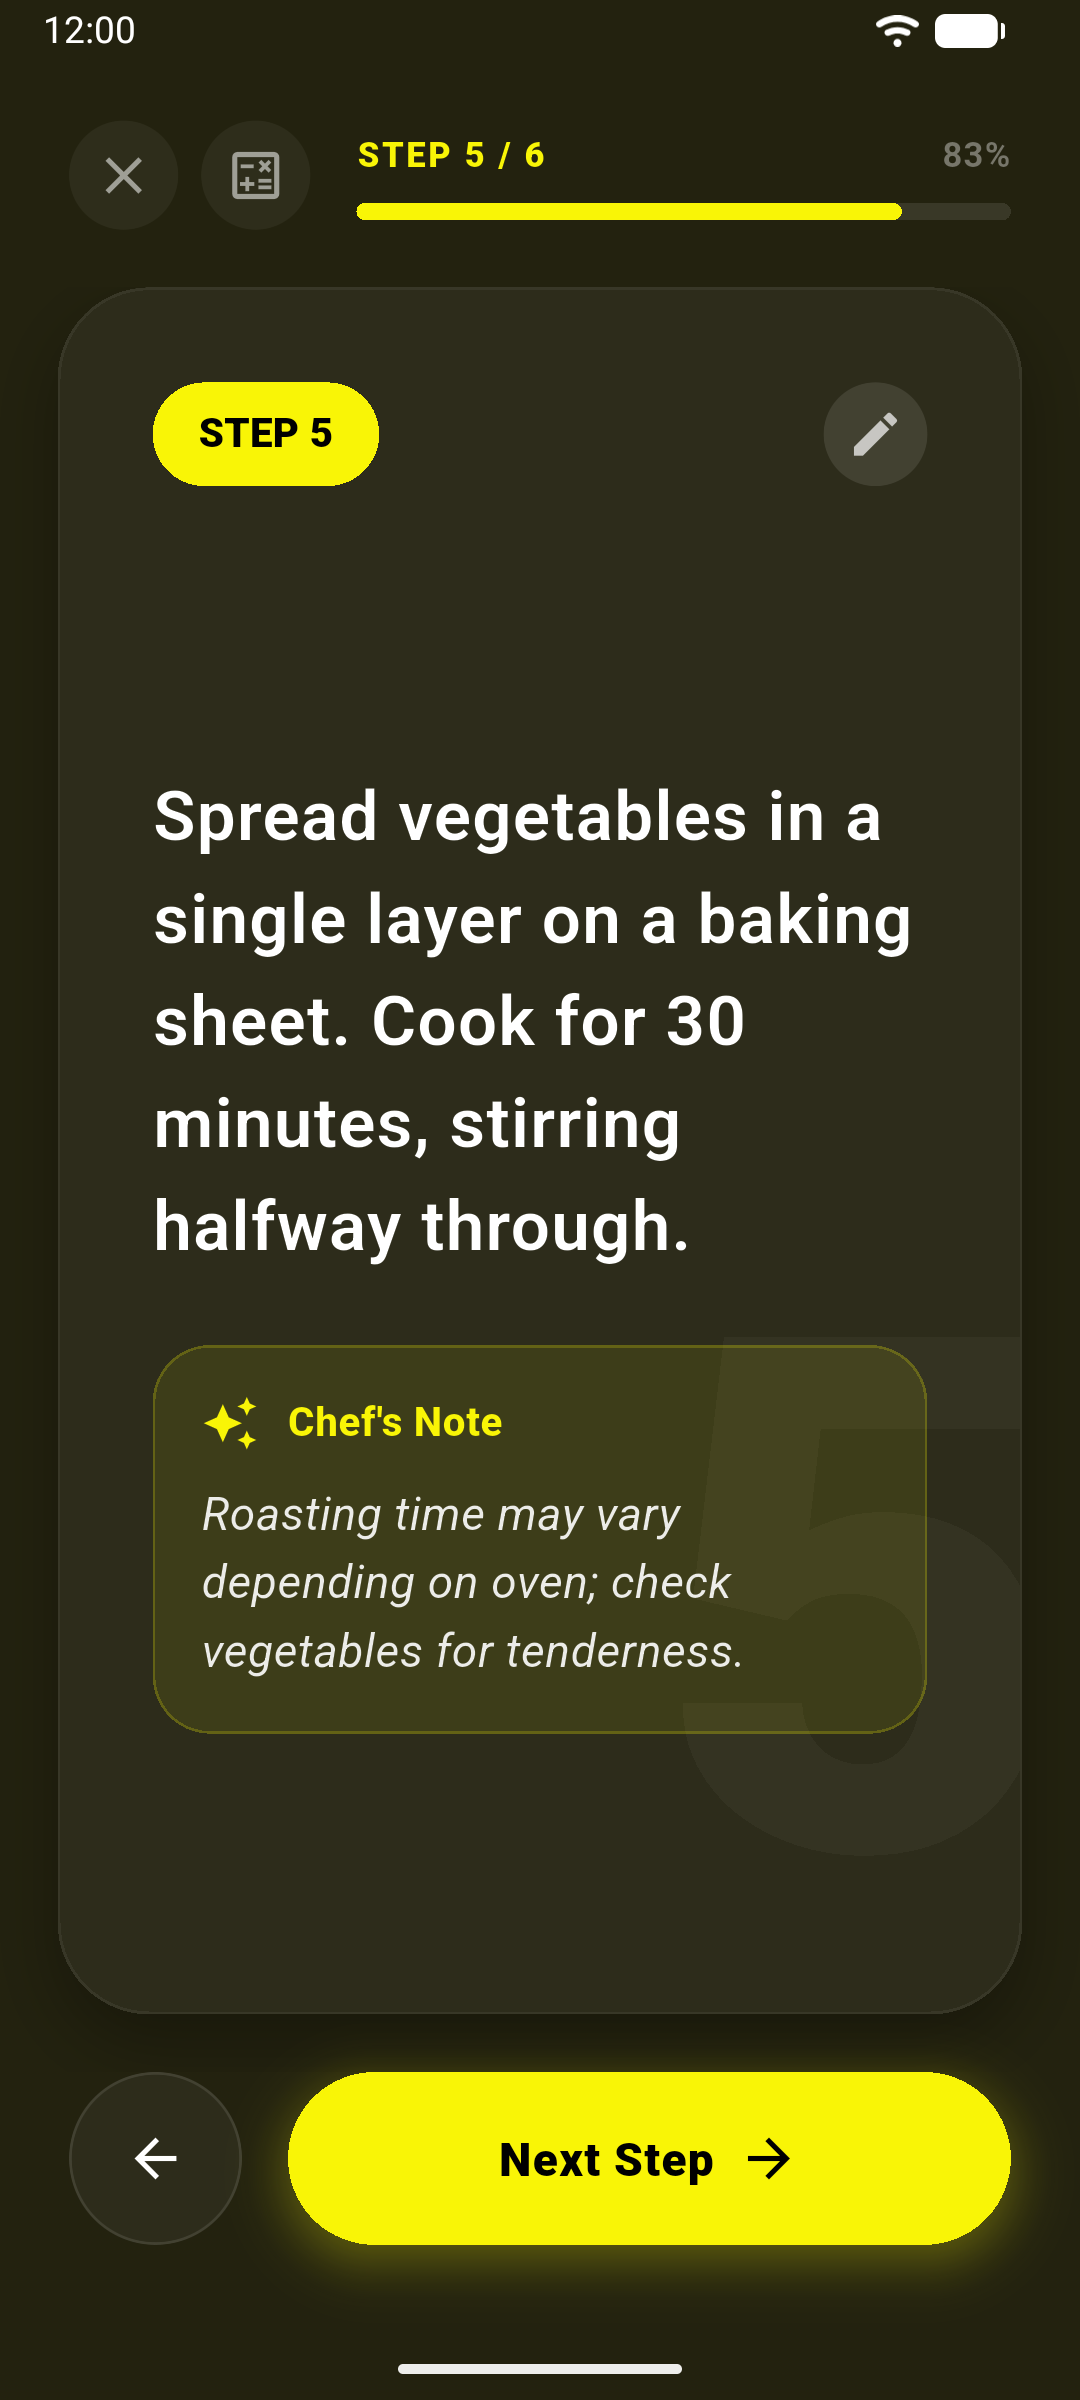 12:00
STEP 5 / 6
83%
STEP 5
Spread vegetables in a
single layer on a baking
sheet. Cook for 30
minutes, stirring
halfway through.
5
Chef's Note
Roasting time may vary
depending on oven; check
vegetables for tenderness.
Next Step